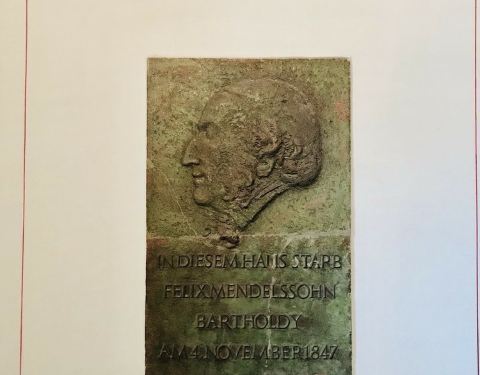 IN DIESEM HAUS STARB
FELIX MENDELSSOHN
BARTHOLDY
AM 4. NOVEMBER 1847